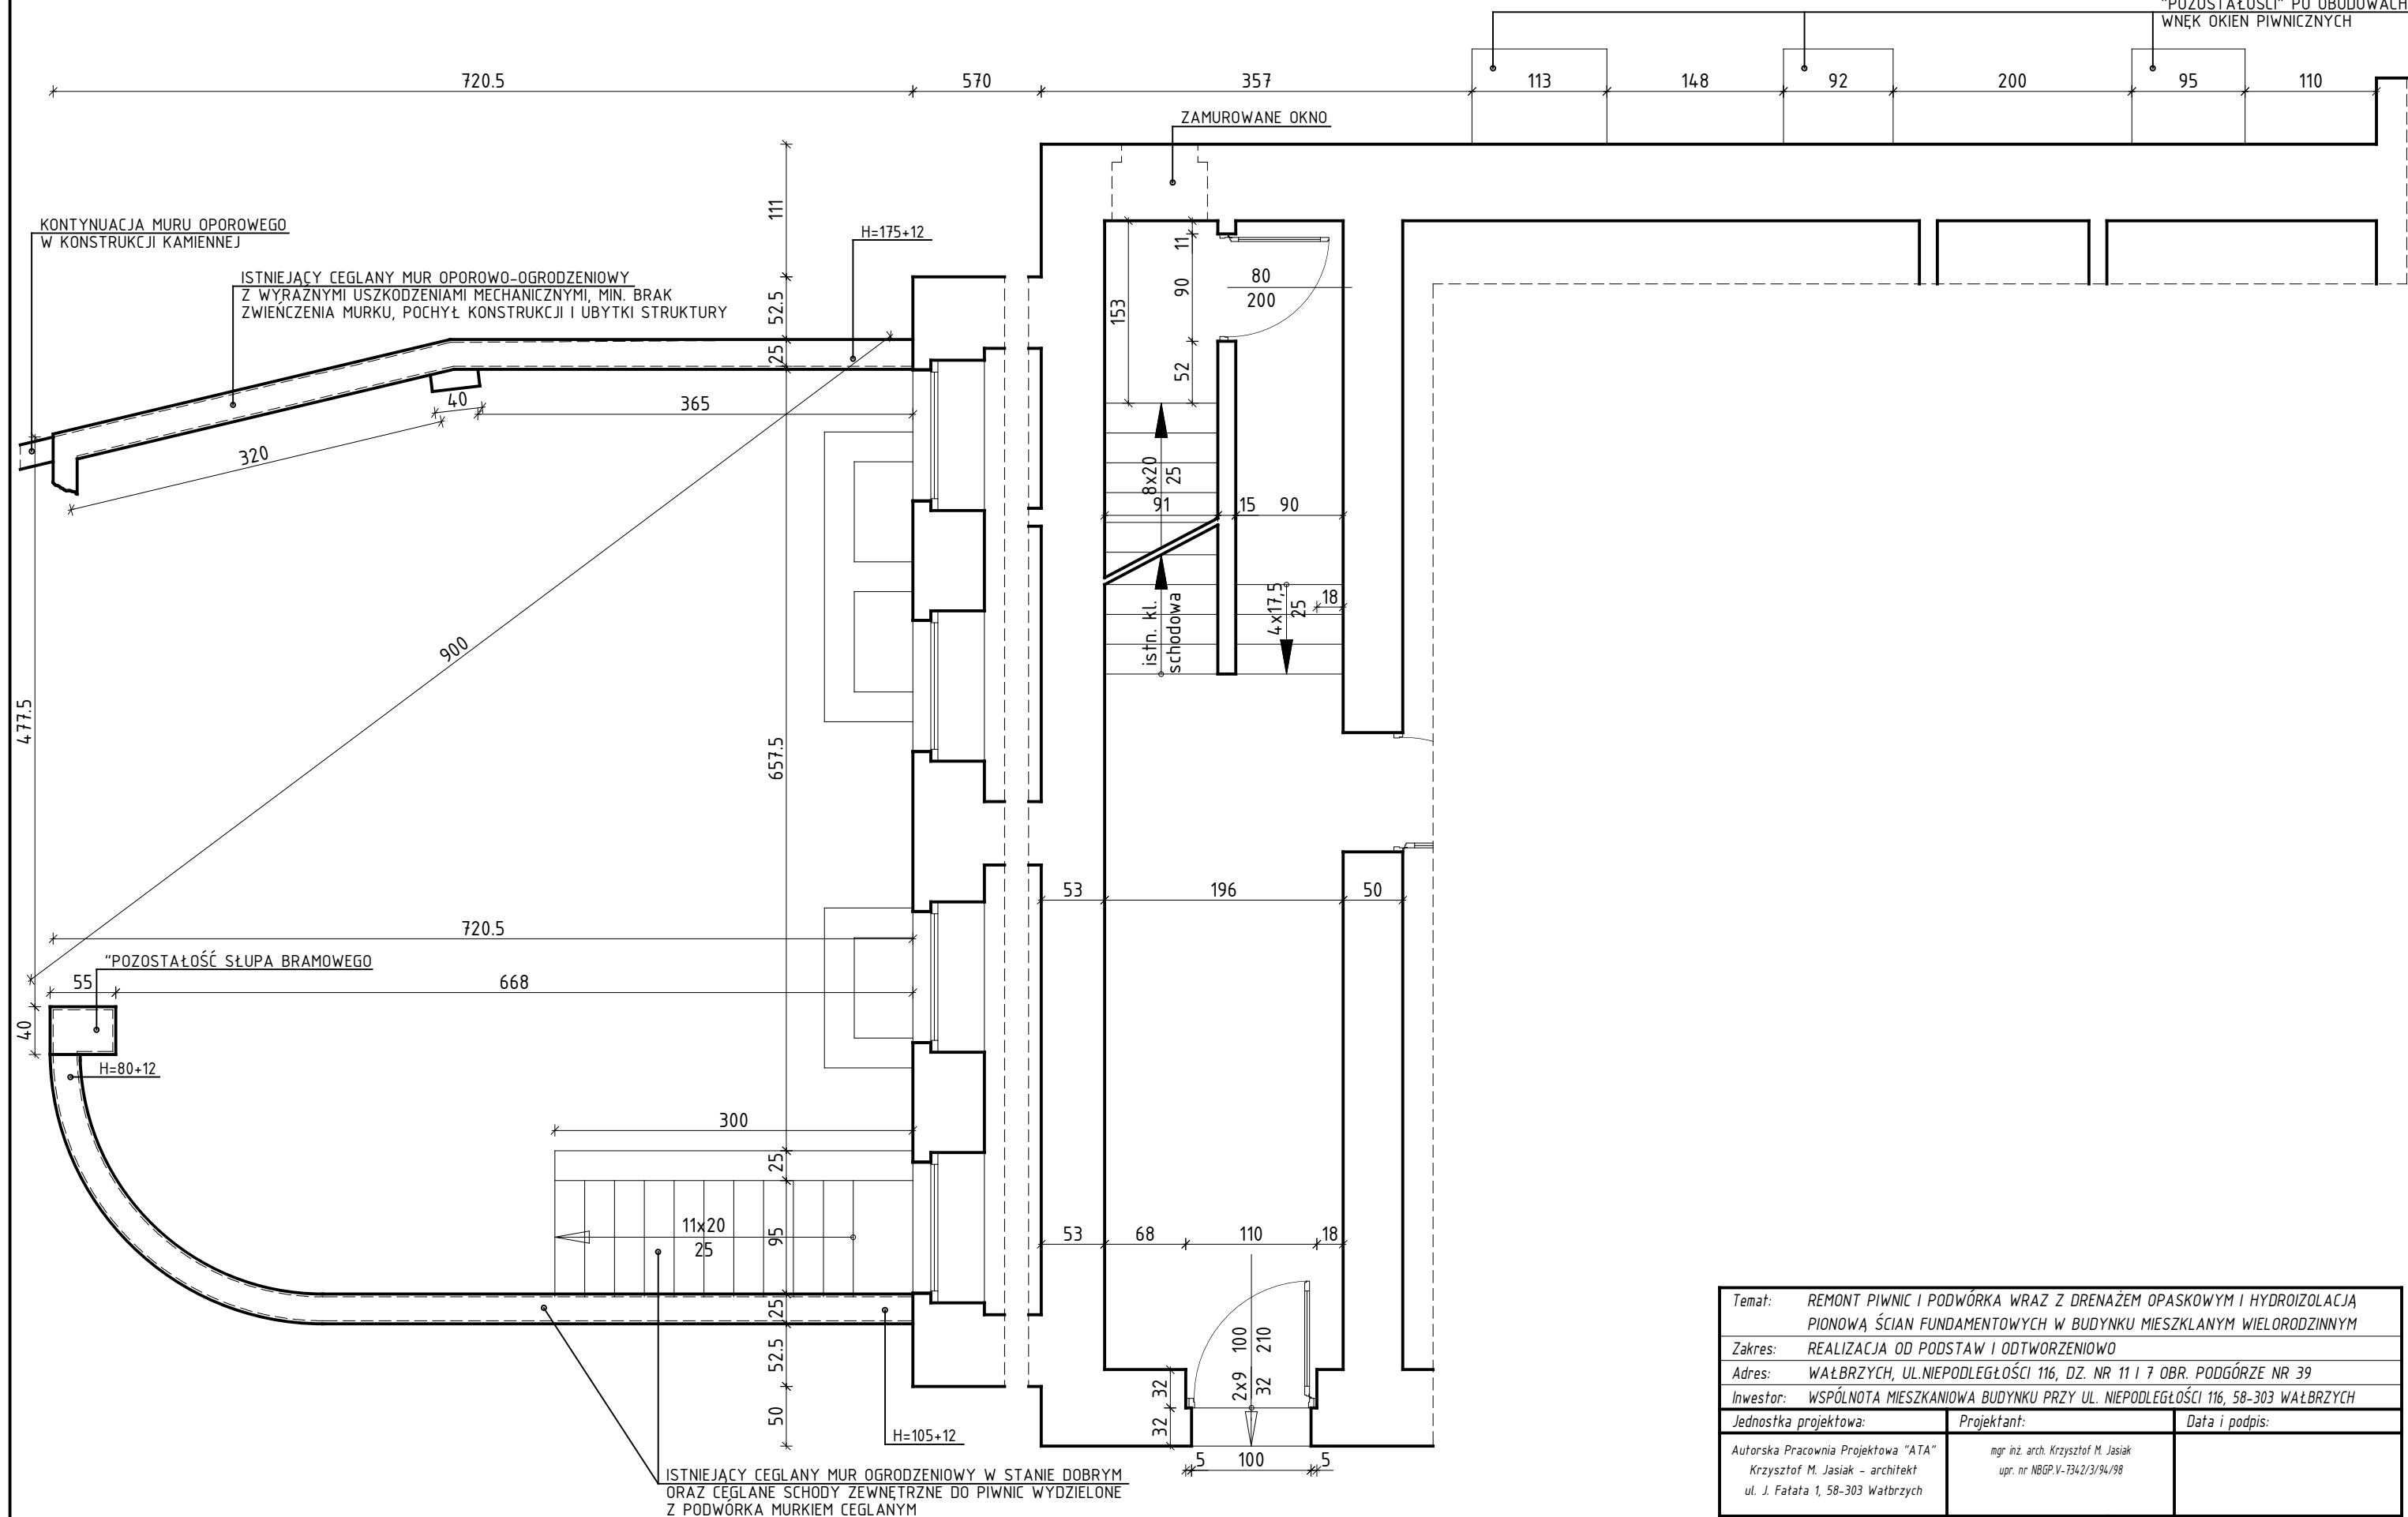 "POZOSTAŁOŚCI" PO OBUDOWACH
WNĘK OKIEN PIWNICZNYCH
720.5
570
357
113
148
92
200
95
110
ZAMUROWANE OKNO
111
KONTYNUACJA MURU OPOROWEGO
W KONSTRUKCJI KAMIENNEJ
H=175+12
ISTNIEJĄCY CEGLANY MUR OPOROWO-OGRODZENIOWY
Z WYRAŹNYMI USZKODZENIAMI MECHANICZNYMI, MIN. BRAK
ZWIEŃCZENIA MURKU, POCHYŁ KONSTRUKCJI I UBYTKI STRUKTURY
52.5
25
11
90
153
52
80
200
40
365
320
8x20
25
91
15
90
4x17,5
25
18
istn. kl.
schodowa
900
477.5
657.5
53
196
50
720.5
"POZOSTAŁOŚĆ SŁUPA BRAMOWEGO
55
668
40
H=80+12
300
25
11x20
25
95
53
68
110
18
25
52.5
50
100
210
2x9
32
32
32
H=105+12
5
100
5
ISTNIEJĄCY CEGLANY MUR OGRODZENIOWY W STANIE DOBRYM
ORAZ CEGLANE SCHODY ZEWNĘTRZNE DO PIWNIC WYDZIELONE
Z PODWÓRKA MURKIEM CEGLANYM
Temat: REMONT PIWNIC I PODWÓRKA WRAZ Z DRENAŻEM OPASKOWYM I HYDROIZOLACJĄ
PIONOWĄ ŚCIAN FUNDAMENTOWYCH W BUDYNKU MIESZKLANYM WIELORODZINNYM
Zakres: REALIZACJA OD PODSTAW I ODTWORZENIOWO
Adres: WAŁBRZYCH, UL.NIEPODLEGŁOŚCI 116, DZ. NR 11 I 7 OBR. PODGÓRZE NR 39
Inwestor: WSPÓLNOTA MIESZKANIOWA BUDYNKU PRZY UL. NIEPODLEGŁOŚCI 116, 58-303 WAŁBRZYCH
Jednostka projektowa: Projektant: Data i podpis:
Autorska Pracownia Projektowa "ATA"
Krzysztof M. Jasiak - architekt
ul. J. Fałata 1, 58-303 Wałbrzych
mgr inż. arch. Krzysztof M. Jasiak
upr. nr NBGP.V-7342/3/94/98